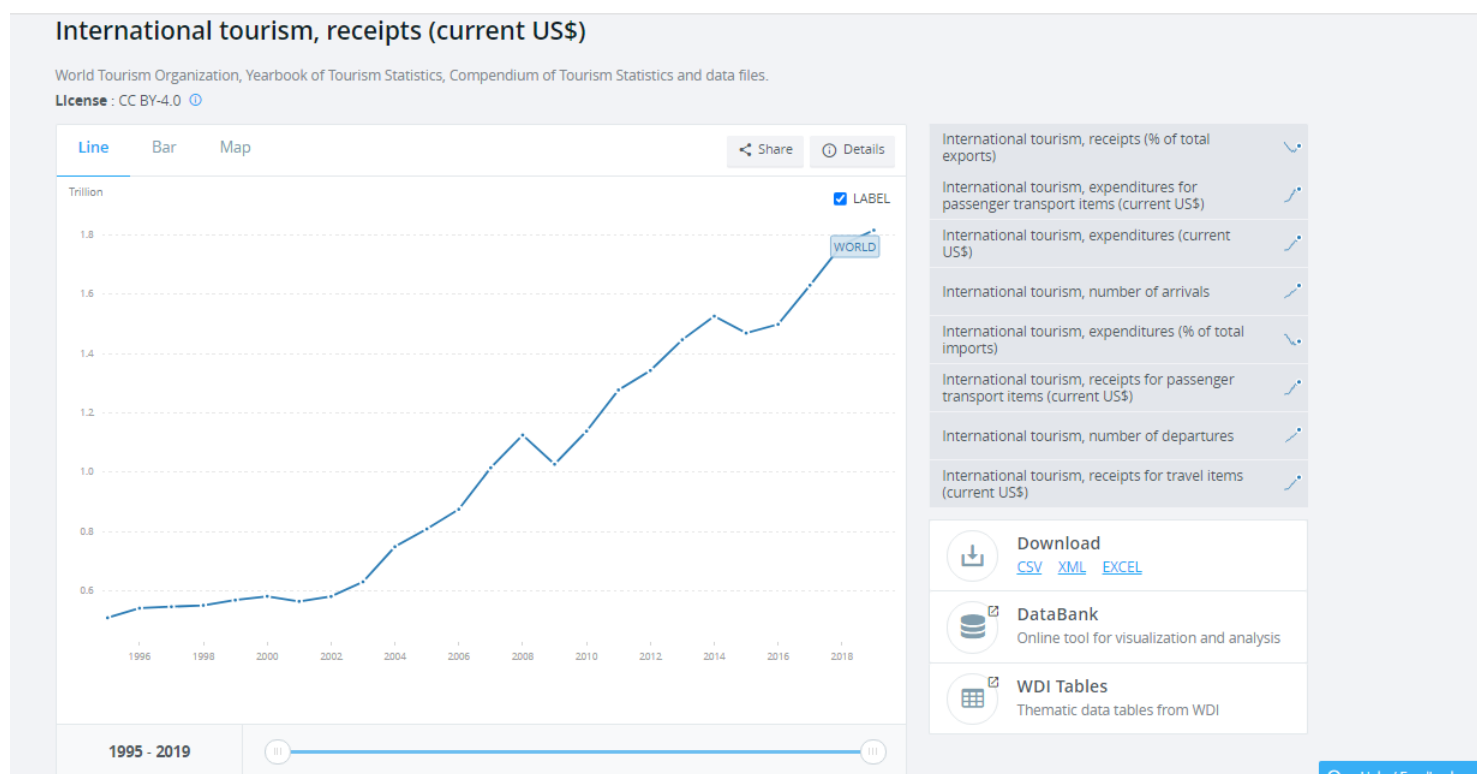 International tourism, receipts (current US$)
World Tourism Organization, Yearbook of Tourism Statistics, Compendium of Tourism Statistics and data files.
License : CC BY-4.0
Line Bar Map
Share Details
Trillion
LABEL
1.8
WORLD
1.6
1.4
1.2
1.0
0.8
0.6
1996 1998 2000 2002 2004 2006 2008 2010 2012 2014 2016 2018
1995 - 2019
International tourism, receipts (% of total
exports)
International tourism, expenditures for
passenger transport items (current US$)
International tourism, expenditures (current
US$)
International tourism, number of arrivals
International tourism, expenditures (% of total
imports)
International tourism, receipts for passenger
transport items (current US$)
International tourism, number of departures
International tourism, receipts for travel items
(current US$)
Download
CSV XML EXCEL
DataBank
Online tool for visualization and analysis
WDI Tables
Thematic data tables from WDI